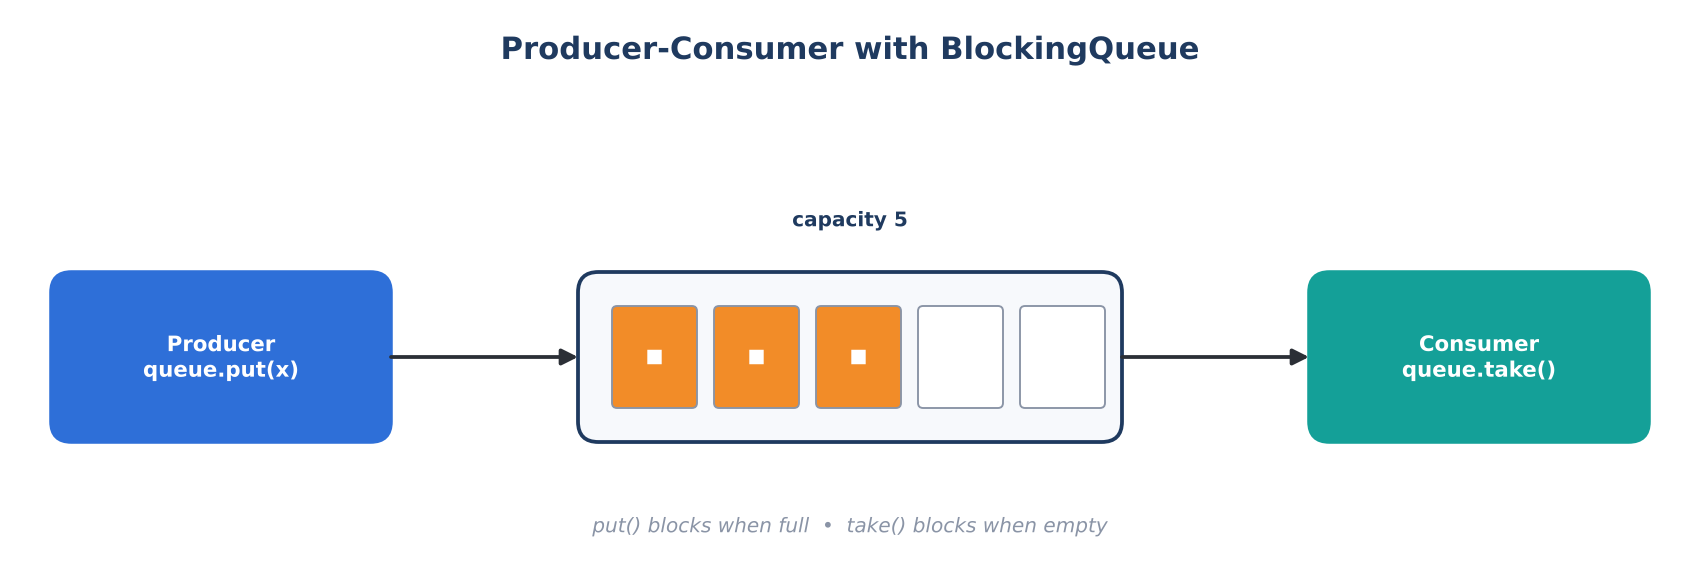 Producer-Consumer with BlockingQueue
capacity 5
Producer
queue.put(x)
Consumer
queue.take()
put() blocks when full • take() blocks when empty